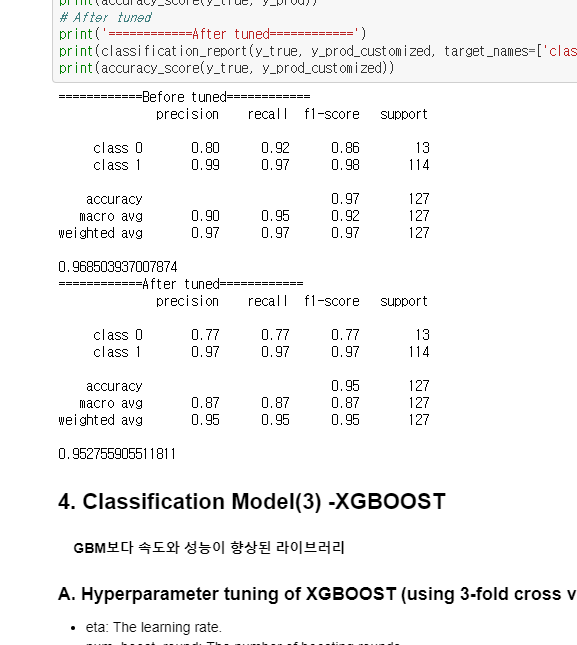 print(accuracy_score(y_true, y_prod))
# After tuned
print('============After tuned============')
print(classification_report(y_true, y_prod_customized, target_names=['clas
print(accuracy_score(y_true, y_prod_customized))
============Before tuned============
precision recall f1-score support
class 0 0.80 0.92 0.86 13
class 1 0.99 0.97 0.98 114
accuracy 0.97 127
macro avg 0.90 0.95 0.92 127
weighted avg 0.97 0.97 0.97 127
0.968503937007874
============After tuned============
precision recall f1-score support
class 0 0.77 0.77 0.77 13
class 1 0.97 0.97 0.97 114
accuracy 0.95 127
macro avg 0.87 0.87 0.87 127
weighted avg 0.95 0.95 0.95 127
0.952755905511811
4. Classification Model(3) -XGBOOST
GBM보다 속도와 성능이 향상된 라이브러리
A. Hyperparameter tuning of XGBOOST (using 3-fold cross v
• eta: The learning rate.
num_boost_round: The number of boosting rounds